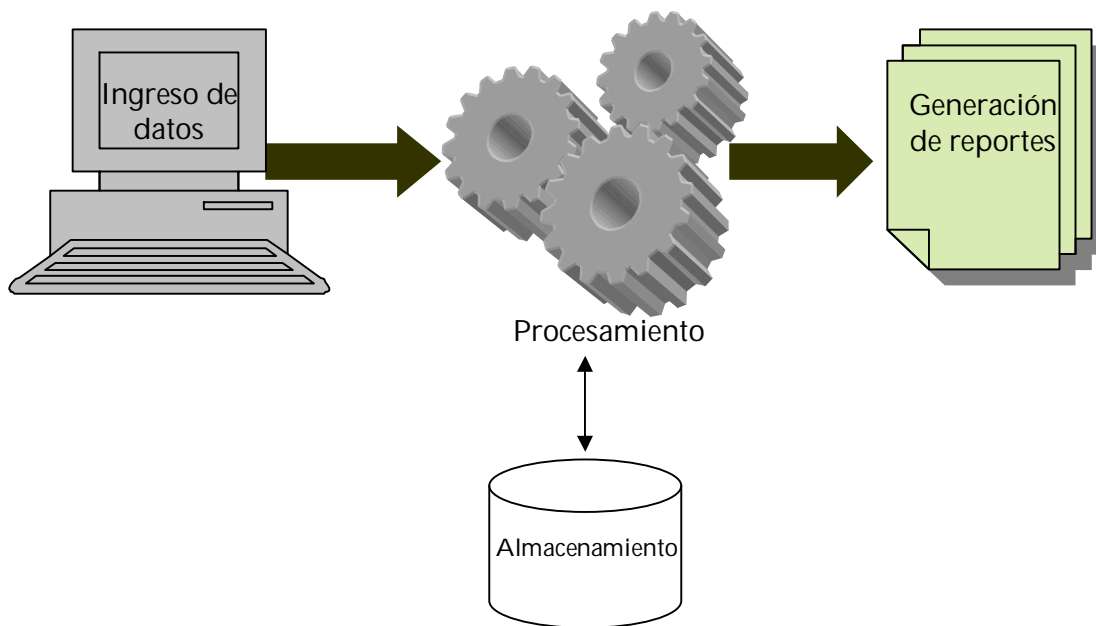 Ingreso de
datos
Generación
de reportes
Procesamiento
Almacenamiento